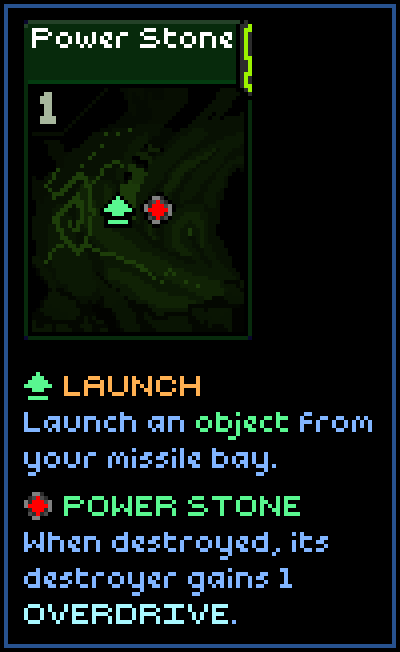 Power Stone
1
LAUNCH
Launch an object from
your missile bay.
POWER STONE
When destroyed, its
destroyer gains 1
OVERDRIVE.